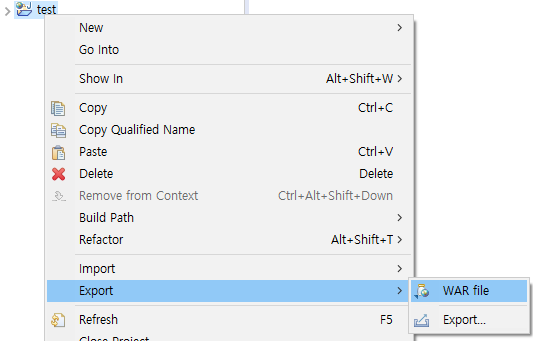 test
New
Go Into
Show In Alt+Shift+W
Copy Ctrl+C
Copy Qualified Name
Paste Ctrl+V
Delete Delete
Remove from Context Ctrl+Alt+Shift+Down
Build Path
Refactor Alt+Shift+T
Import
Export WAR file
Refresh F5 Export...
Close Project